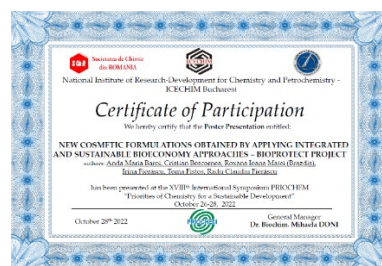 Societatea de Chimie
din ROMANIA
ICECHIM
National Institute of Research-Development for Chemistry and Petrochemistry -
ICECHIM Bucharest
Certificate of Participation
We hereby certify that the Poster Presentation entitled:
NEW COSMETIC FORMULATIONS OBTAINED BY APPLYING INTEGRATED
AND SUSTAINABLE BIOECONOMY APPROACHES – BIOPROTECT PROJECT
authors: Anda Maria Baroi, Cristian Bostocenos, Roxana Ioana Matei (Brazdis),
Irina Fierascu, Toma Fistos, Radu Claudiu Fierascu
has been presented at the XVIIIth International Symposium PRIOCHEM
"Priorities of Chemistry for a Sustainable Development"
October 26-28, 2022
October 28th 2022
General Manager
Dr. Biochim. Mihaela DONI